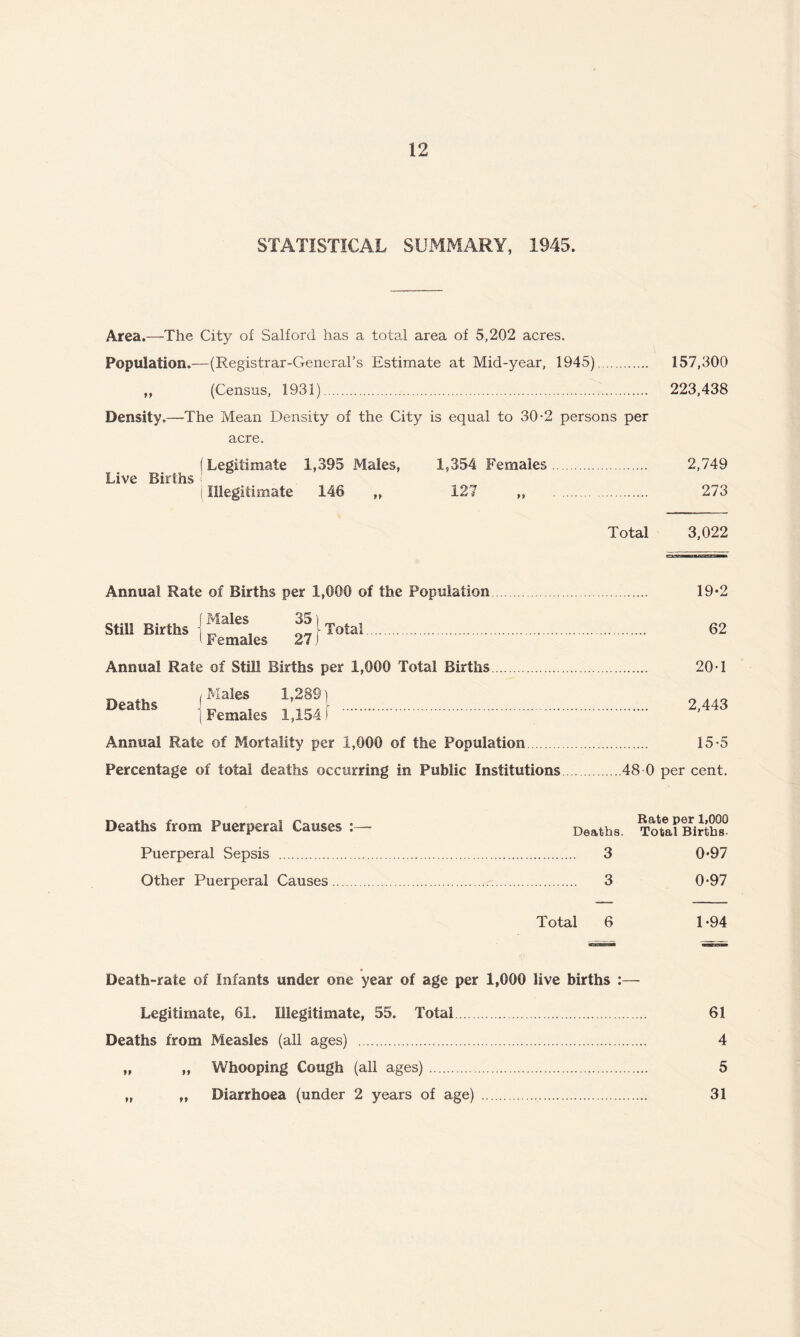 12
STATISTICAL SUMMARY, 1945.
Area.—The City of Salford has a total area of 5,202 acres.
Population.—(Registrar-General's Estimate at Mid-year, 1945)............ 157,300
„ (Census, 1931)............ 223,438
Density.—The Mean Density of the City is equal to 30·2 persons per
acre.
Live Births { Legitimate 1,395 Males, 1,354 Females............ 2,749
{ Illegitimate 146 „ 127 „ ............ 273
Total 3,022
Annual Rate of Births per 1,000 of the Population............ 19·2
Still Births { Males 35 } Total............ 62
{ Females 27 }
Annual Rate of Still Births per 1,000 Total Births............ 20·1
Deaths { Males 1,289 } ............ 2,443
{ Females 1,154 }
Annual Rate of Mortality per 1,000 of the Population............ 15·5
Percentage of total deaths occurring in Public Institutions............48·0 per cent.
Deaths from Puerperal Causes :— Deaths. Rate per 1,000 Total Births.
Puerperal Sepsis ............ 3 0·97
Other Puerperal Causes............ 3 0·97
Total 6 1·94
Death-rate of Infants under one year of age per 1,000 live births :—
Legitimate, 61. Illegitimate, 55. Total............ 61
Deaths from Measles (all ages) ............ 4
„ „ Whooping Cough (all ages)............ 5
„ „ Diarrhoea (under 2 years of age) ............ 31